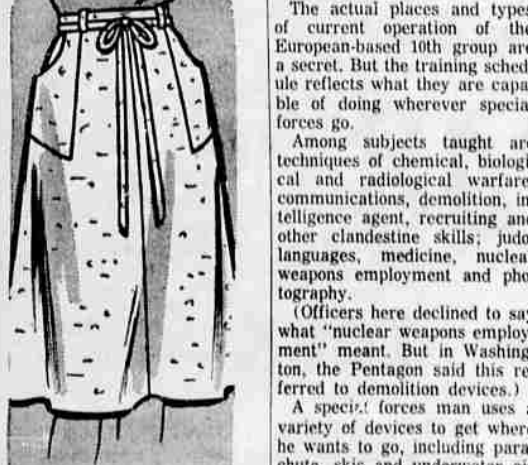 The actual places and types
of current operation of the
European-based 10th group are
a secret. But the training sched
ule reflects what they are capa
ble of doing wherever special
forces go.
Among subjects taught are
techniques of chemical, biologi
cal and radiological warfare,
communications, demolition, in
telligence agent, recruiting and
other clandestine skills; judo,
languages, medicine, nuclear
weapons employment and pho
tography.
(Officers here declined to say
what "nuclear weapons employ
ment" meant. But in Washing
ton, the Pentagon said this re
ferred to demolition devices.)
A special forces man uses a
variety of devices to get where
he wants to go, including para
chute, skis and underwater